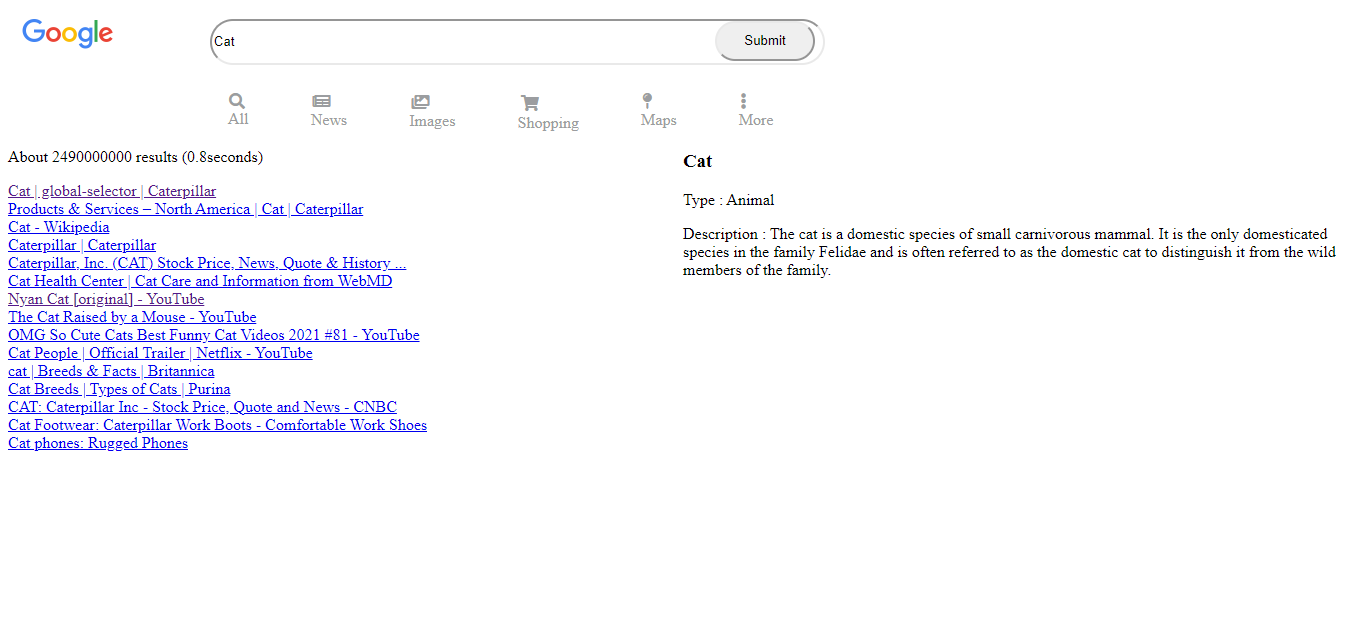 Google
Cat
Submit
All
News
Images
Shopping
Maps
More
About 2490000000 results (0.8seconds)
Cat | global-selector | Caterpillar
Products & Services – North America | Cat | Caterpillar
Cat - Wikipedia
Caterpillar | Caterpillar
Caterpillar, Inc. (CAT) Stock Price, News, Quote & History ...
Cat Health Center | Cat Care and Information from WebMD
Nyan Cat [original] - YouTube
The Cat Raised by a Mouse - YouTube
OMG So Cute Cats Best Funny Cat Videos 2021 #81 - YouTube
Cat People | Official Trailer | Netflix - YouTube
cat | Breeds & Facts | Britannica
Cat Breeds | Types of Cats | Purina
CAT: Caterpillar Inc - Stock Price, Quote and News - CNBC
Cat Footwear: Caterpillar Work Boots - Comfortable Work Shoes
Cat phones: Rugged Phones
Cat
Type : Animal
Description : The cat is a domestic species of small carnivorous mammal. It is the only domesticated
species in the family Felidae and is often referred to as the domestic cat to distinguish it from the wild
members of the family.